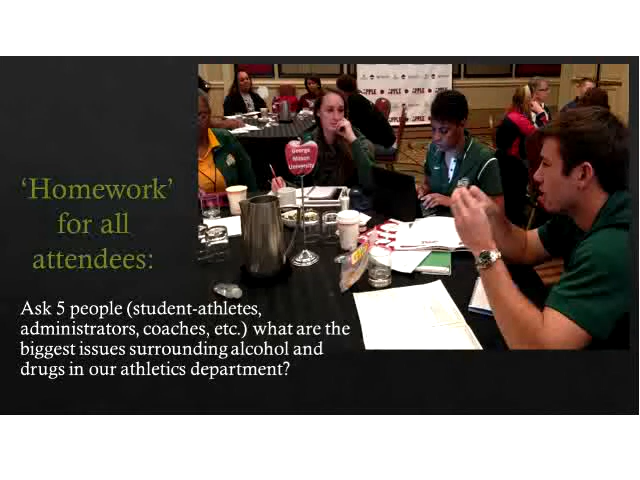 ‘Homework’
for all
attendees:
Ask 5 people (student-athletes,
administrators, coaches, etc.) what are the
biggest issues surrounding alcohol and
drugs in our athletics department?
George
Mason
University